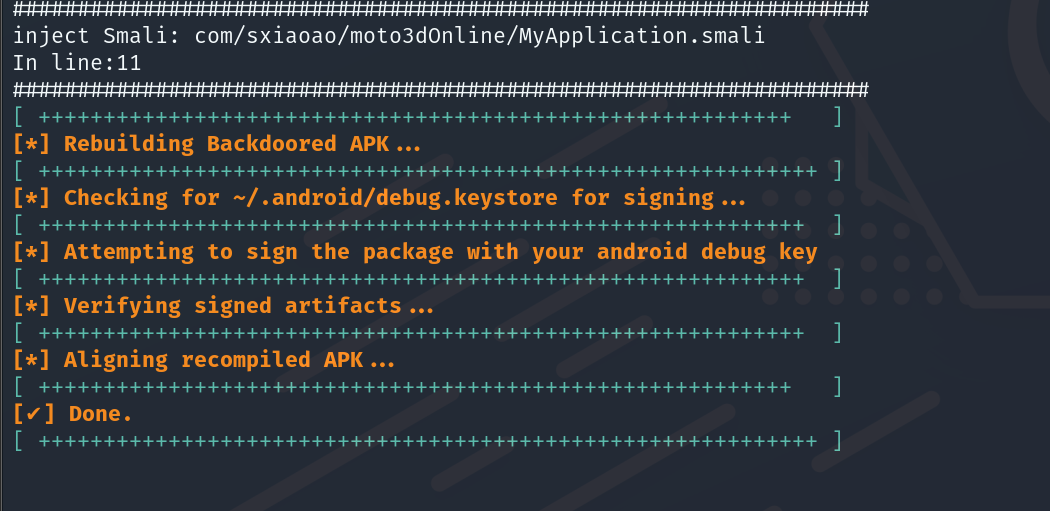 ####################################################################
inject Smali: com/sxiaoao/moto3dOnline/MyApplication.smali
In line:11
####################################################################
[ ++++++++++++++++++++++++++++++++++++++++++++++++++++++++++ ]
[*] Rebuilding Backdoored APK...
[ ++++++++++++++++++++++++++++++++++++++++++++++++++++++++++++ ]
[*] Checking for ~/.android/debug.keystore for signing...
[ +++++++++++++++++++++++++++++++++++++++++++++++++++++++++++ ]
[*] Attempting to sign the package with your android debug key
[ +++++++++++++++++++++++++++++++++++++++++++++++++++++++++++ ]
[*] Verifying signed artifacts...
[ +++++++++++++++++++++++++++++++++++++++++++++++++++++++++++ ]
[*] Aligning recompiled APK...
[ ++++++++++++++++++++++++++++++++++++++++++++++++++++++++++ ]
[✔] Done.
[ ++++++++++++++++++++++++++++++++++++++++++++++++++++++++++++ ]